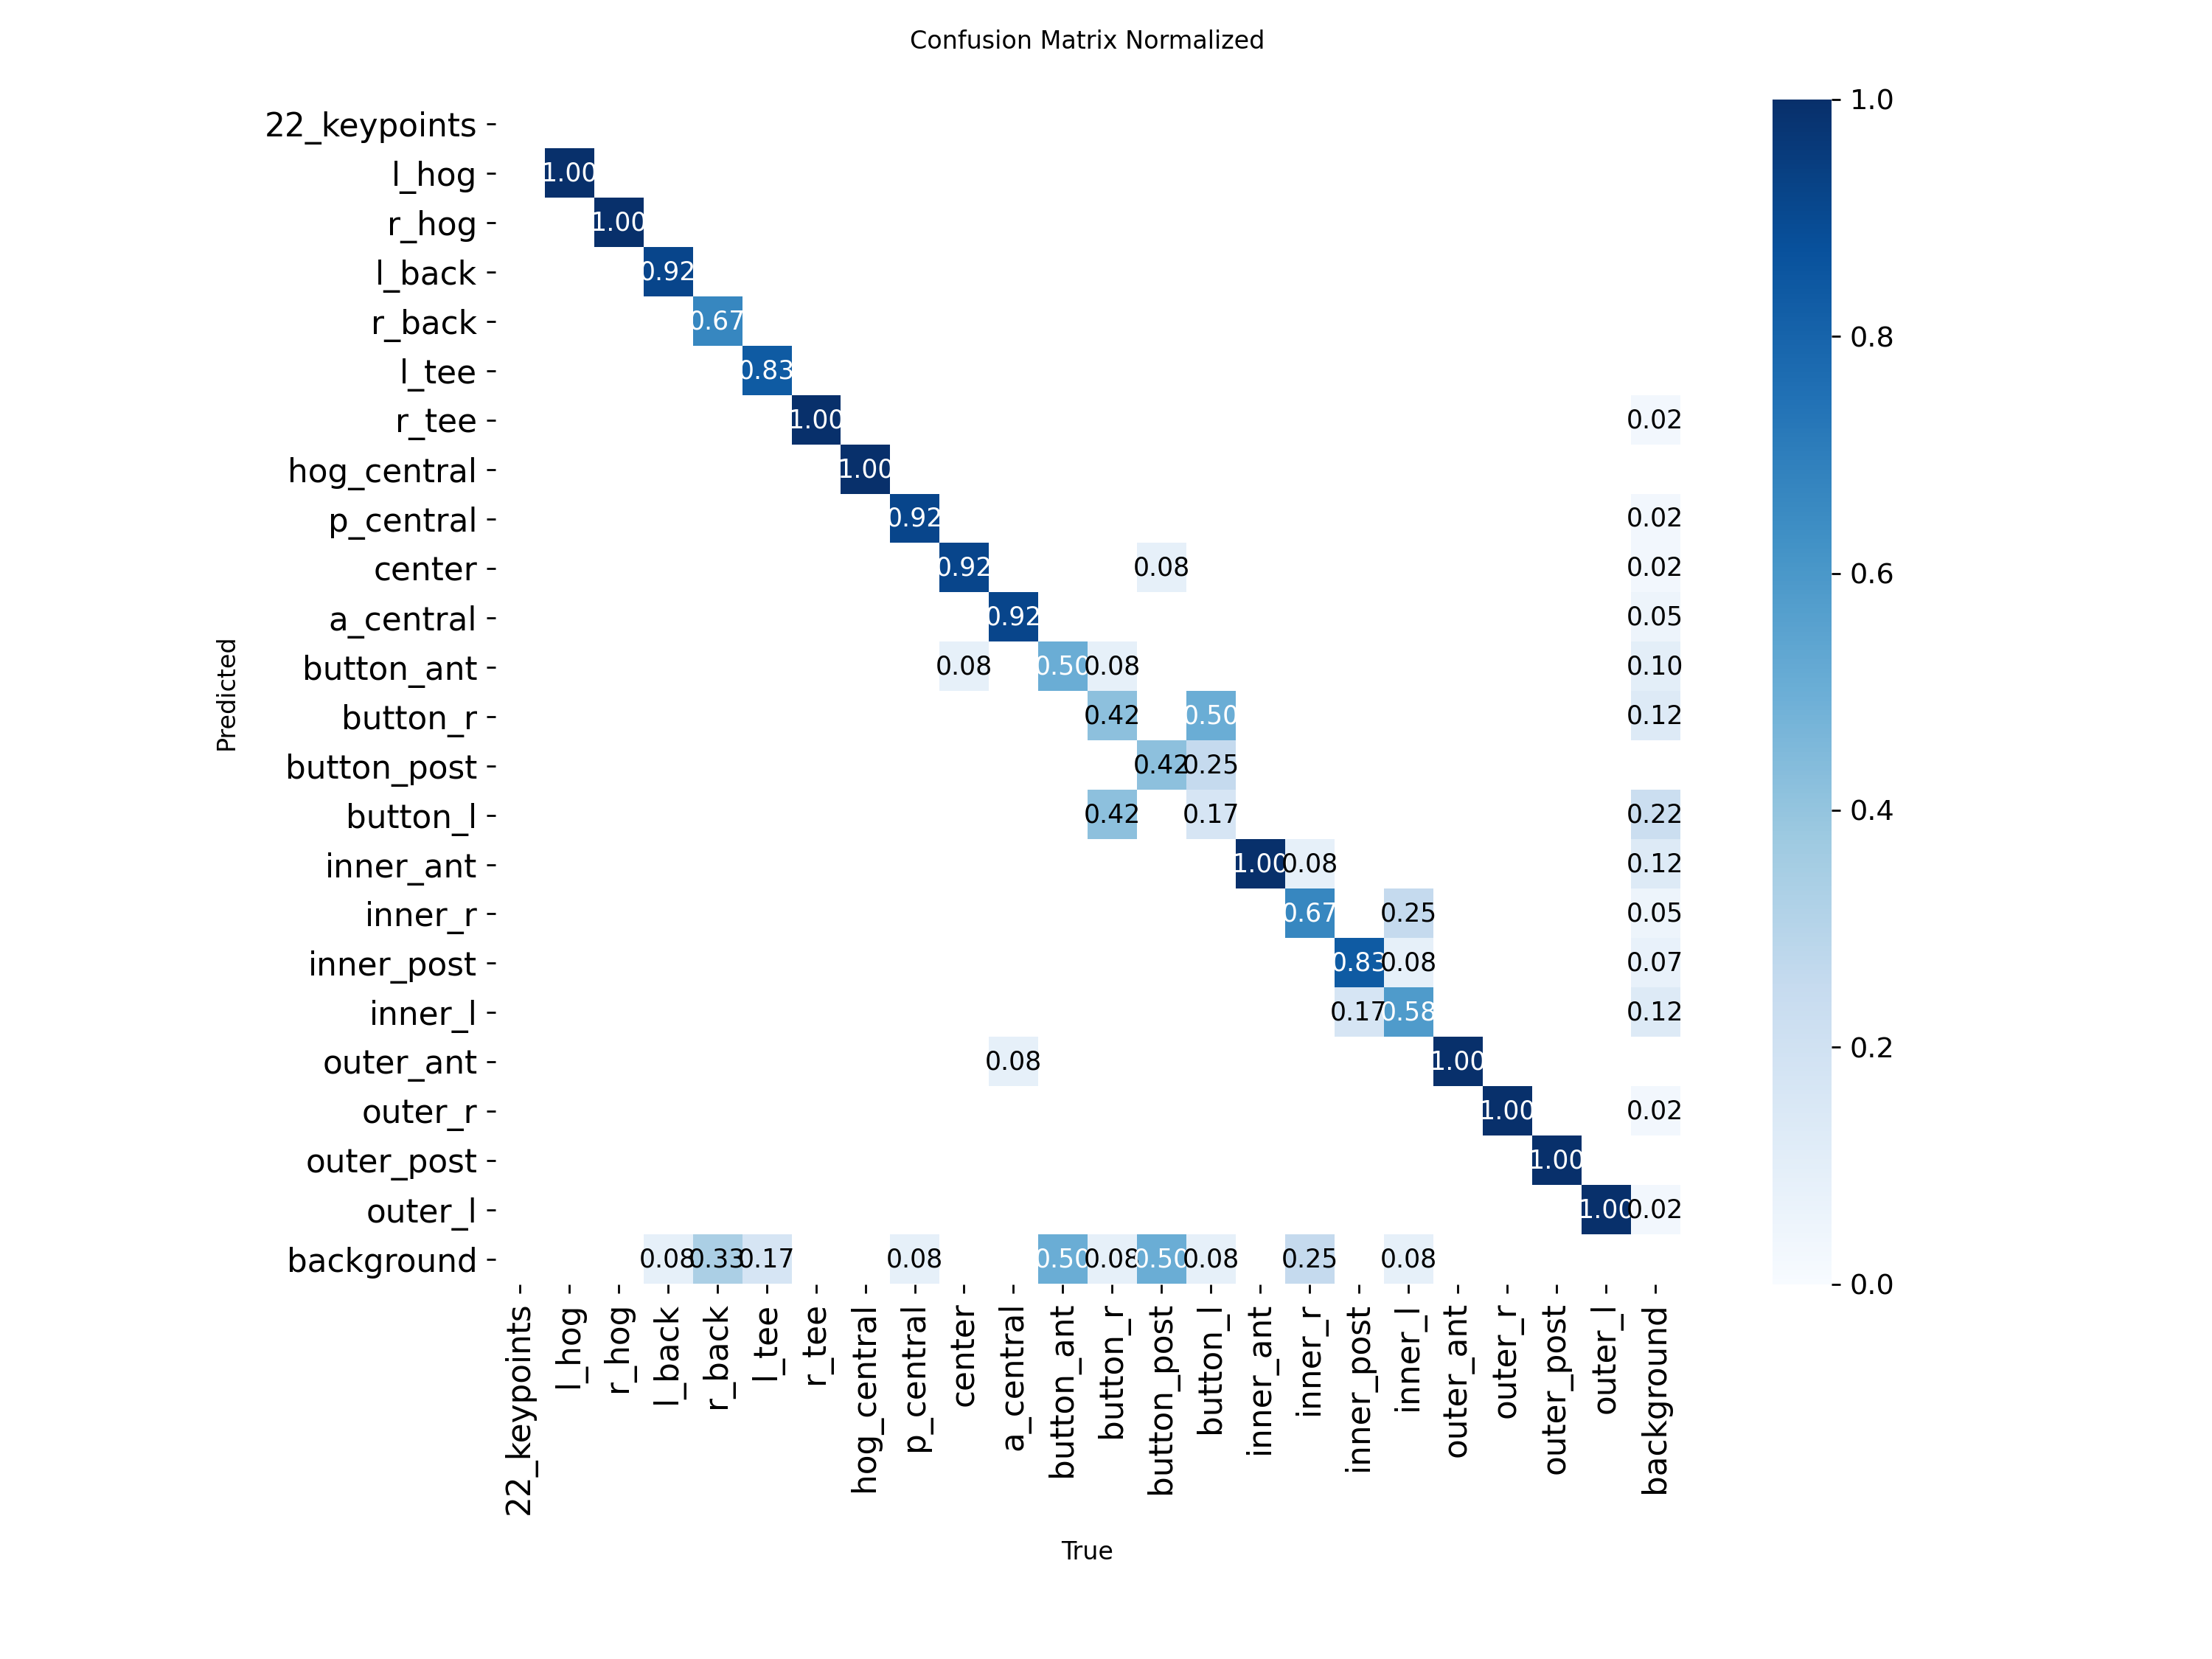 Confusion Matrix Normalized
22_keypoints
l_hog 1.00
r_hog 1.00
l_back 0.92
r_back 0.67
l_tee 0.83
r_tee 1.00 0.02
hog_central 1.00
p_central 0.92 0.02
center 0.92 0.08 0.02
a_central 0.92 0.05
button_ant 0.08 0.50 0.08 0.10
button_r 0.42 0.50 0.12
button_post 0.42 0.25
button_l 0.42 0.17 0.22
inner_ant 1.00 0.08 0.12
inner_r 0.67 0.25 0.05
inner_post 0.83 0.08 0.07
inner_l 0.17 0.58 0.12
outer_ant 0.08 1.00
outer_r 1.00 0.02
outer_post 1.00
outer_l 1.00 0.02
background 0.08 0.33 0.17 0.08 0.50 0.08 0.50 0.08 0.25 0.08
Predicted
22_keypoints
l_hog
r_hog
l_back
r_back
l_tee
r_tee
hog_central
p_central
center
a_central
button_ant
button_r
button_post
button_l
inner_ant
inner_r
inner_post
inner_l
outer_ant
outer_r
outer_post
outer_l
background
True
1.0
0.8
0.6
0.4
0.2
0.0